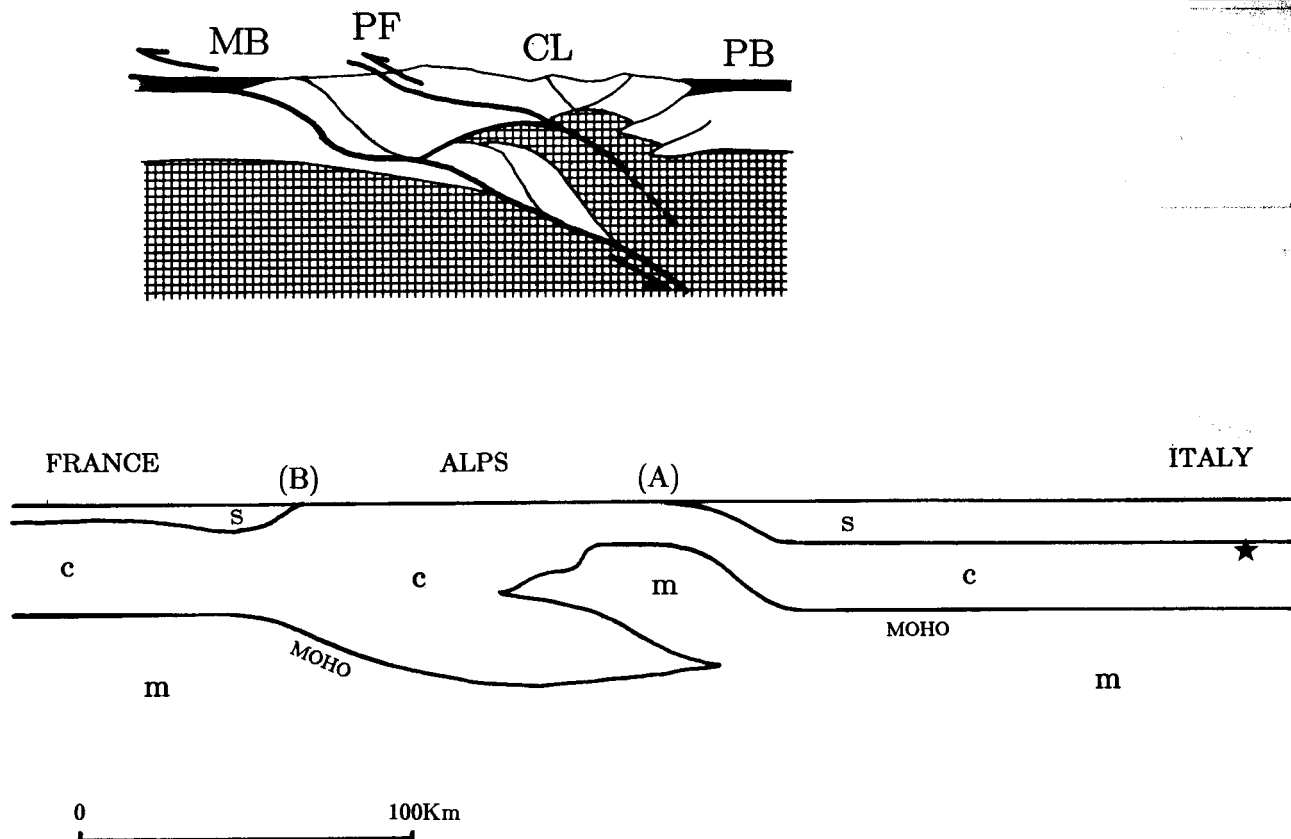 MB PF CL PB
FRANCE (B) ALPS (A) ITALY
s s
c c m c
MOHO MOHO
m m
0 100Km